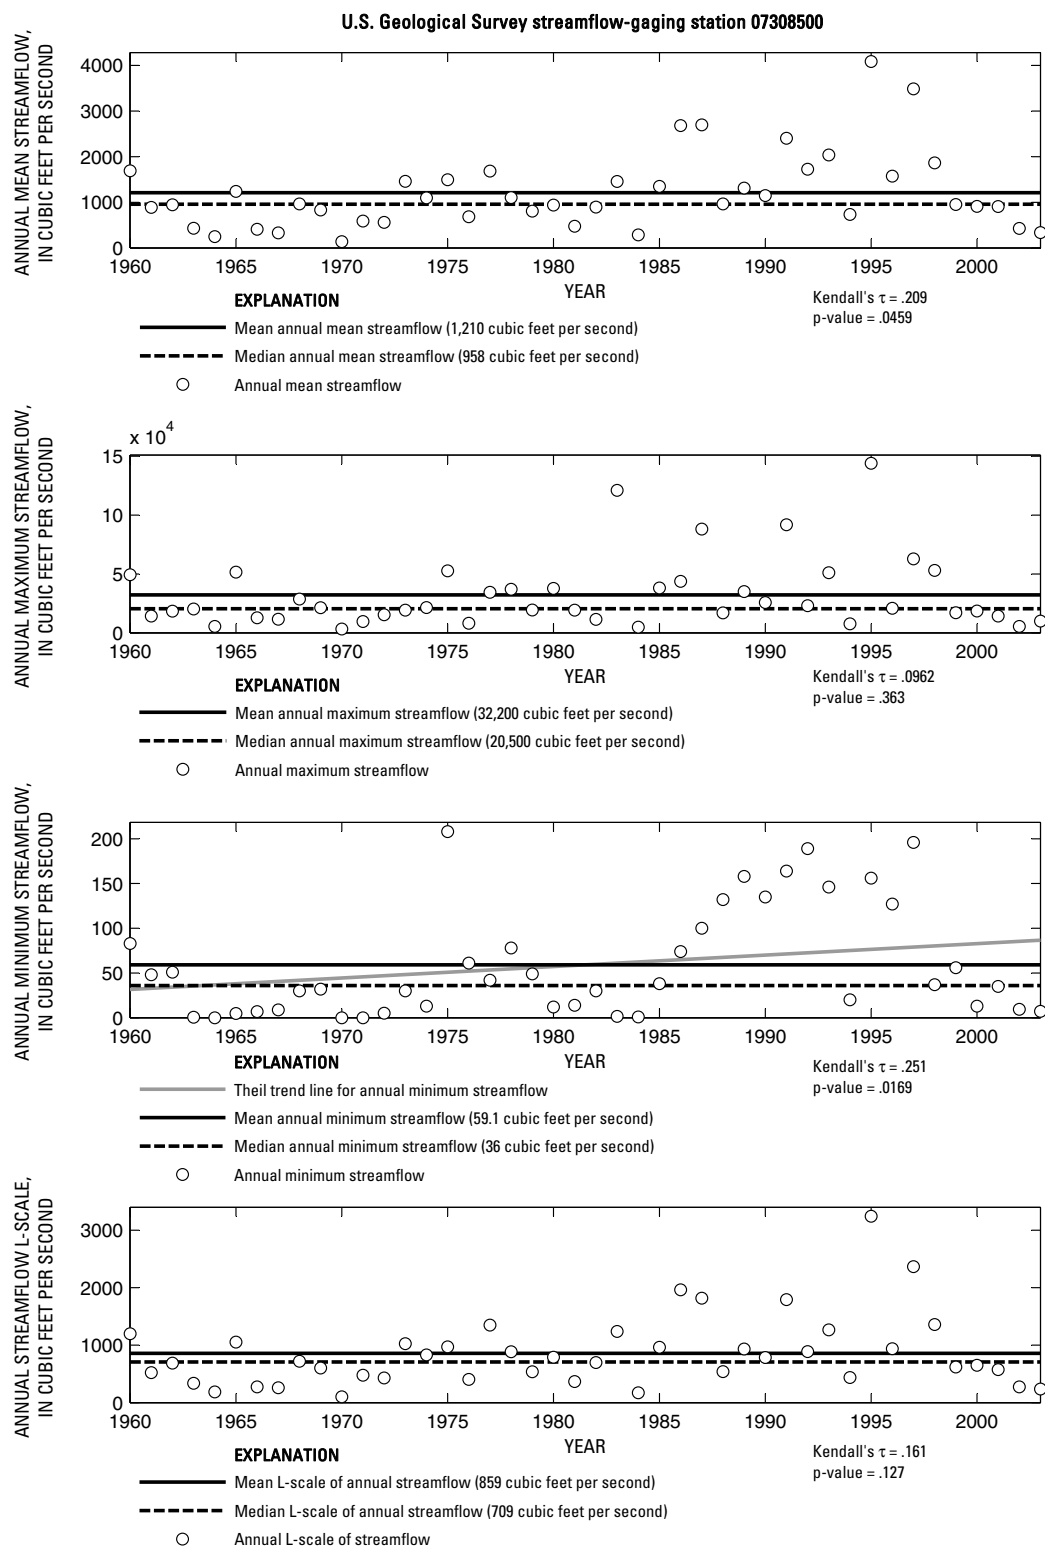 U.S. Geological Survey streamflow-gaging station 07308500
ANNUAL MEAN STREAMFLOW,
IN CUBIC FEET PER SECOND
4000
3000
2000
1000
0
1960 1965 1970 1975 1980 1985 1990 1995 2000
YEAR
Kendall's τ = .209
p-value = .0459
EXPLANATION
Mean annual mean streamflow (1,210 cubic feet per second)
Median annual mean streamflow (958 cubic feet per second)
Annual mean streamflow
ANNUAL MAXIMUM STREAMFLOW,
IN CUBIC FEET PER SECOND
x 10^4
15
10
5
0
1960 1965 1970 1975 1980 1985 1990 1995 2000
YEAR
Kendall's τ = .0962
p-value = .363
EXPLANATION
Mean annual maximum streamflow (32,200 cubic feet per second)
Median annual maximum streamflow (20,500 cubic feet per second)
Annual maximum streamflow
ANNUAL MINIMUM STREAMFLOW,
IN CUBIC FEET PER SECOND
200
150
100
50
0
1960 1965 1970 1975 1980 1985 1990 1995 2000
YEAR
Kendall's τ = .251
p-value = .0169
EXPLANATION
Theil trend line for annual minimum streamflow
Mean annual minimum streamflow (59.1 cubic feet per second)
Median annual minimum streamflow (36 cubic feet per second)
Annual minimum streamflow
ANNUAL STREAMFLOW L-SCALE,
IN CUBIC FEET PER SECOND
3000
2000
1000
0
1960 1965 1970 1975 1980 1985 1990 1995 2000
YEAR
Kendall's τ = .161
p-value = .127
EXPLANATION
Mean L-scale of annual streamflow (859 cubic feet per second)
Median L-scale of annual streamflow (709 cubic feet per second)
Annual L-scale of streamflow